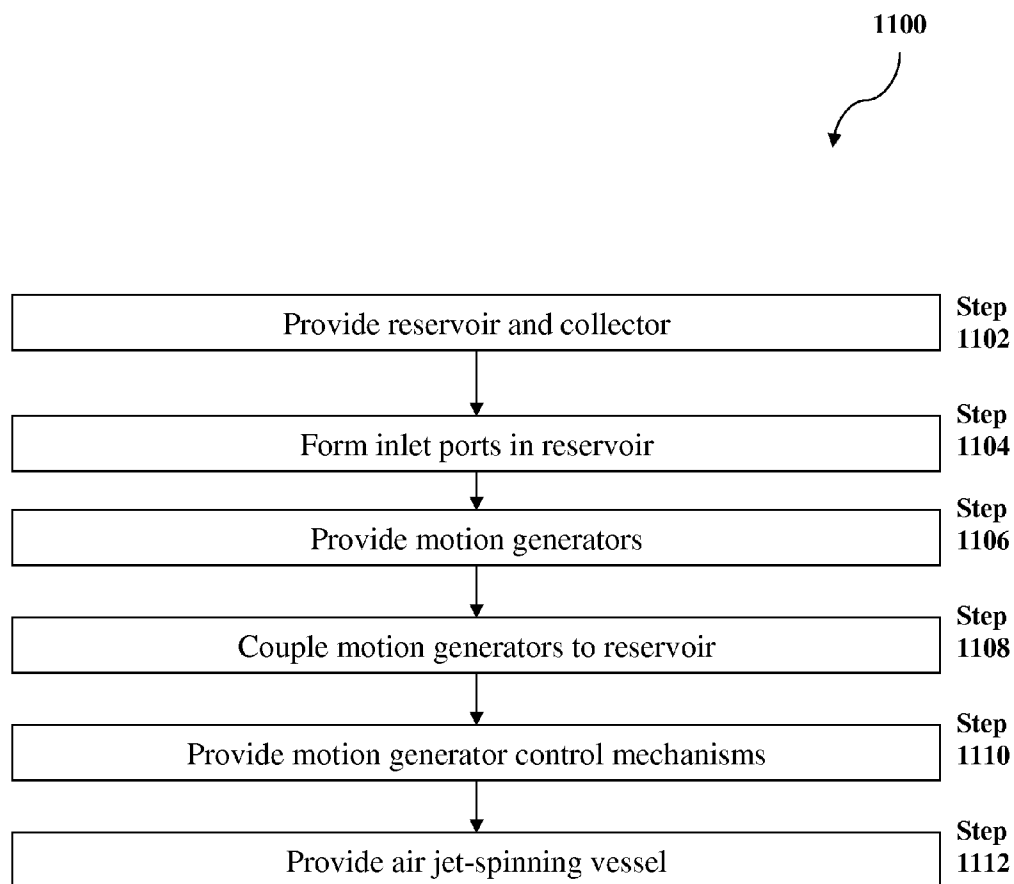 1100
Provide reservoir and collector
Step
1102
Form inlet ports in reservoir
Step
1104
Provide motion generators
Step
1106
Couple motion generators to reservoir
Step
1108
Provide motion generator control mechanisms
Step
1110
Provide air jet-spinning vessel
Step
1112